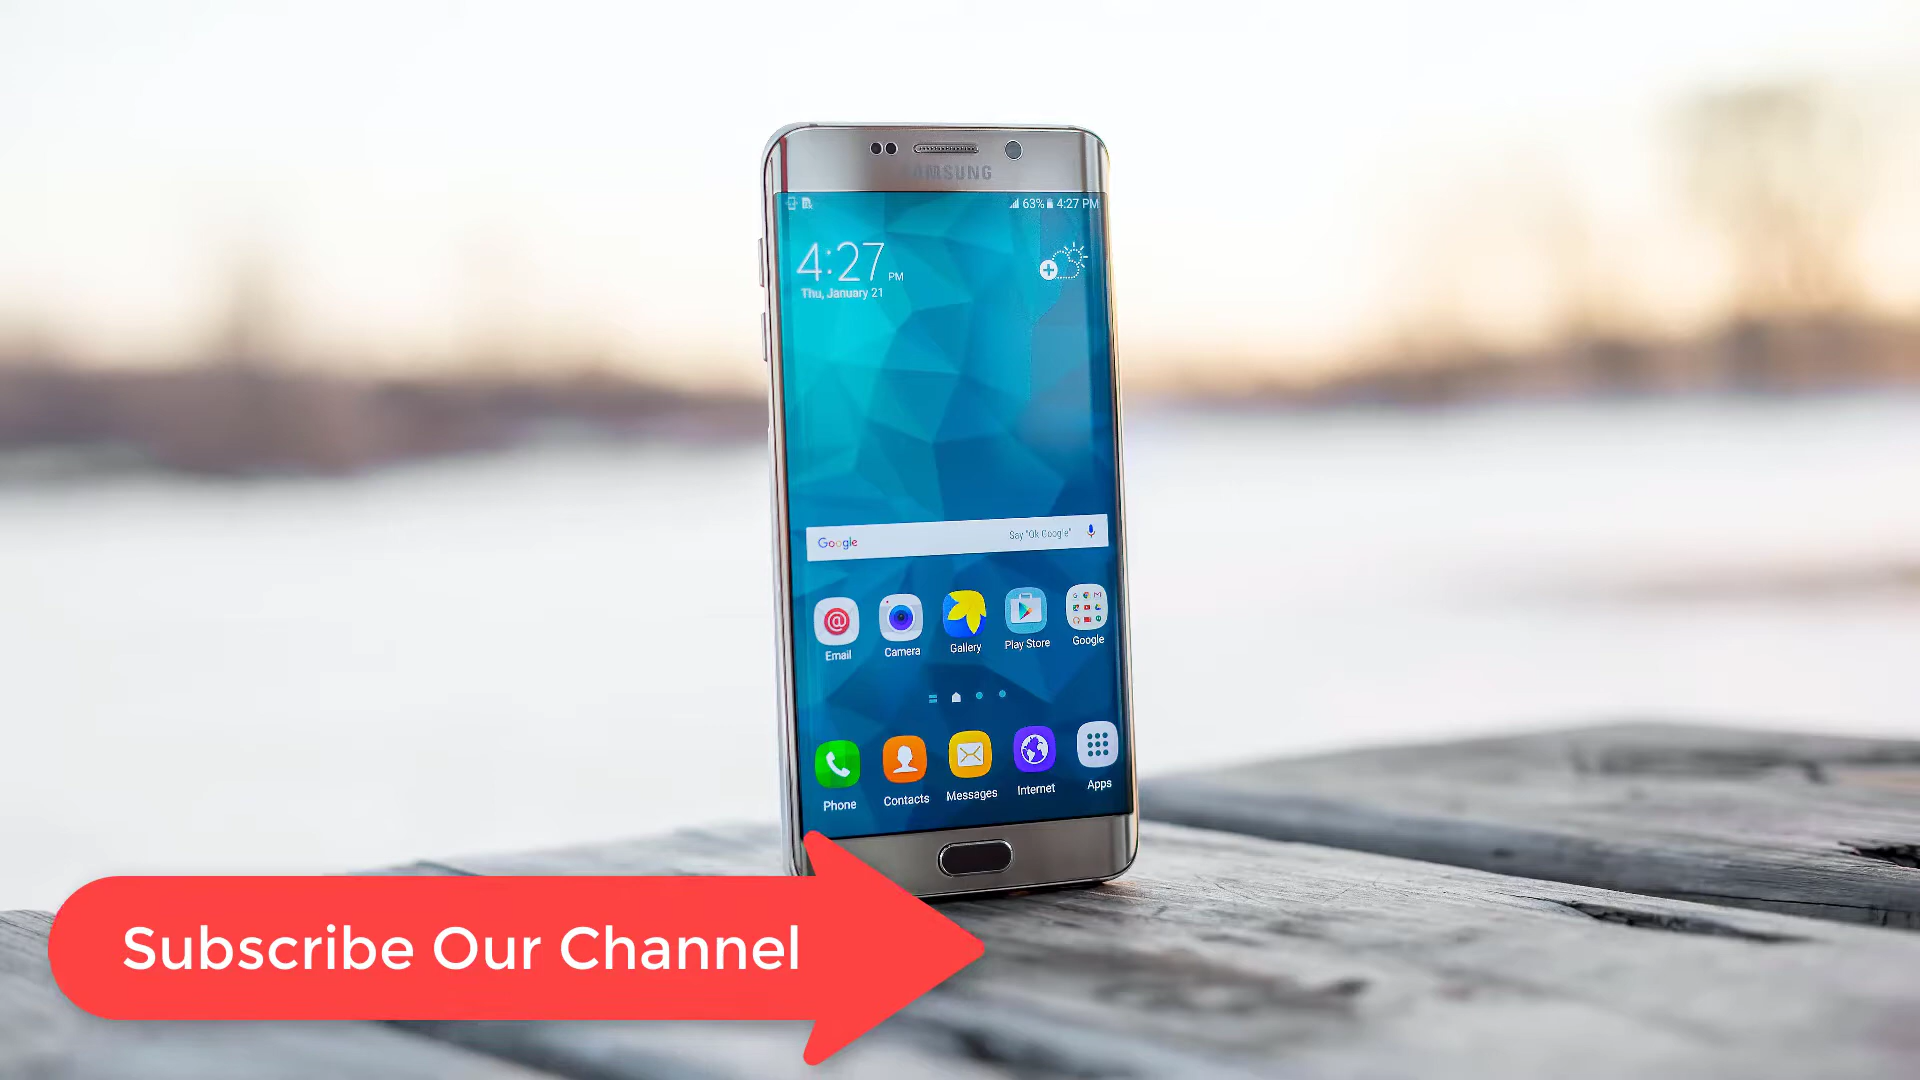 SAMSUNG
63% 4:27 PM
4:27 PM
Thu, January 21
Google Say "Ok Google"
Email Camera Gallery Play Store Google
Phone Contacts Messages Internet Apps
Subscribe Our Channel